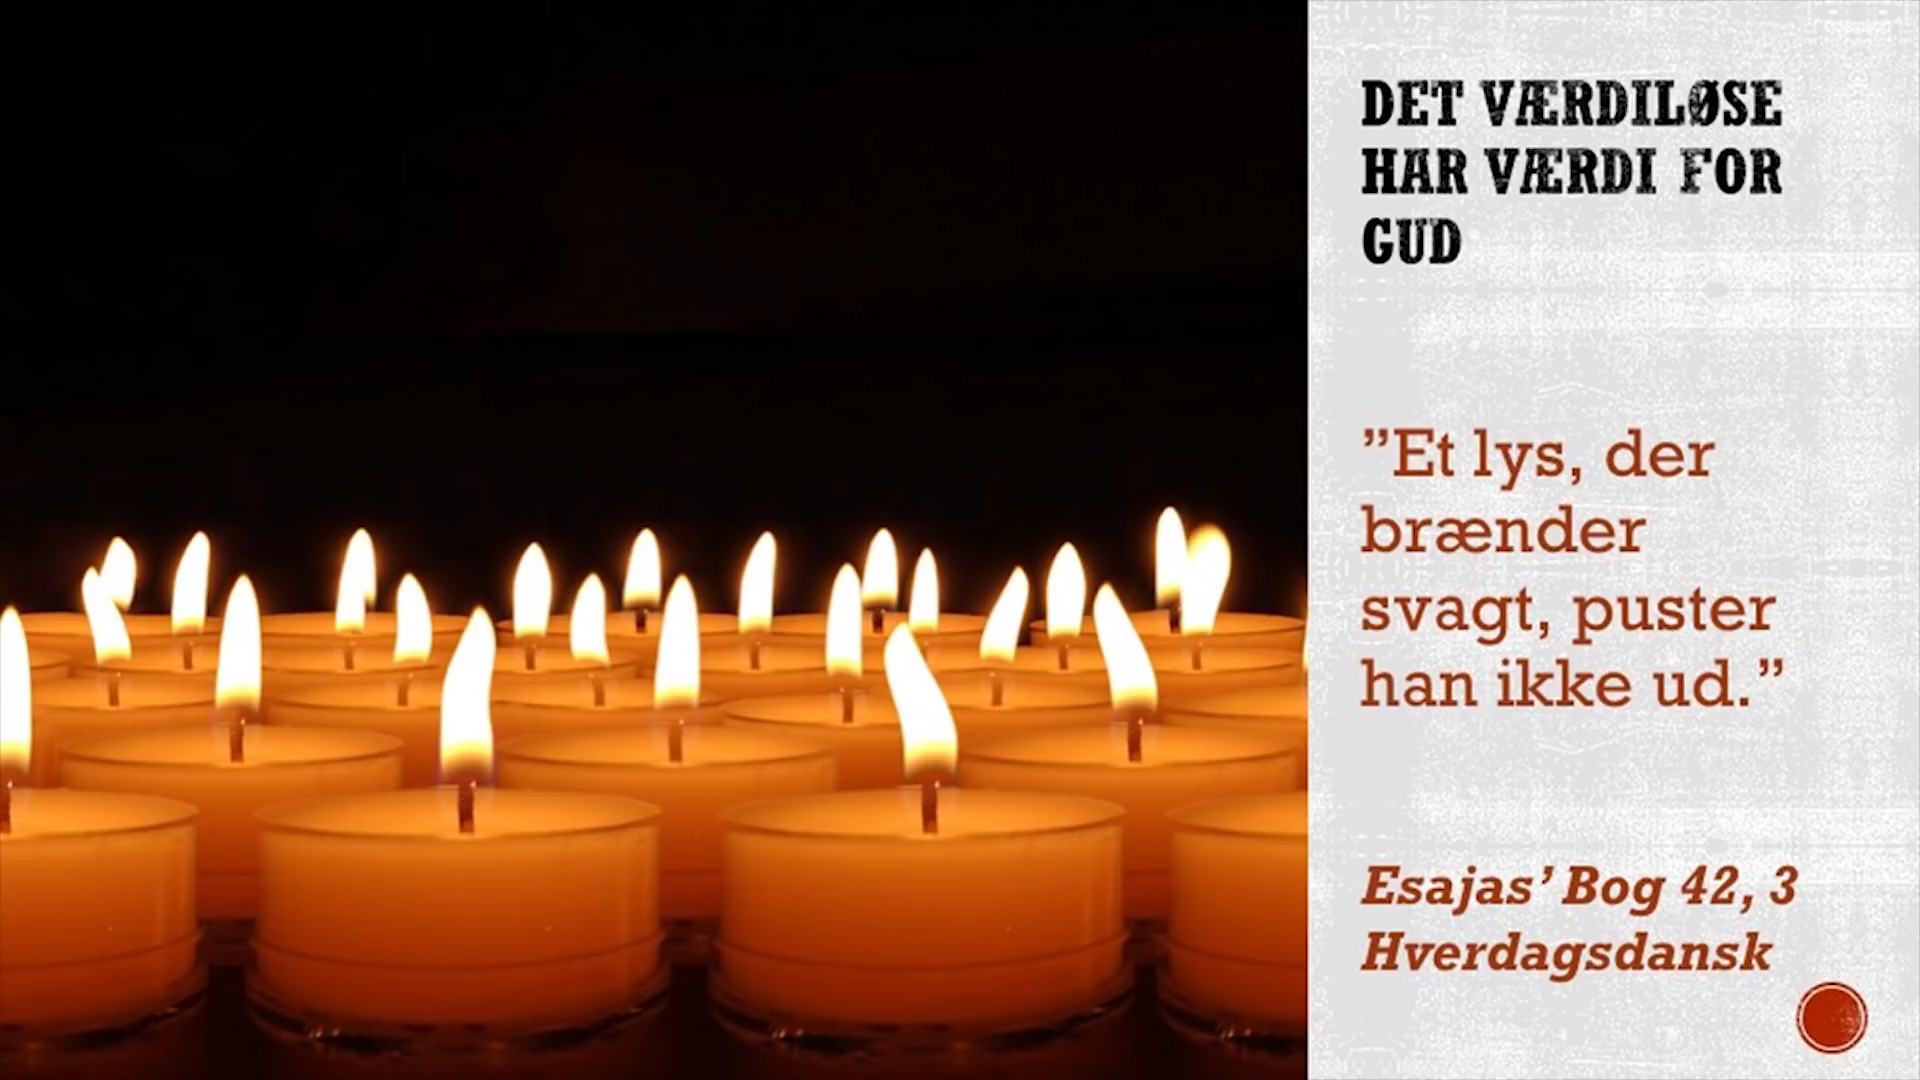 DET VÆRDILØSE
HAR VÆRDI FOR
GUD
”Et lys, der
brænder
svagt, puster
han ikke ud.”
Esajas’ Bog 42, 3
Hverdagsdansk